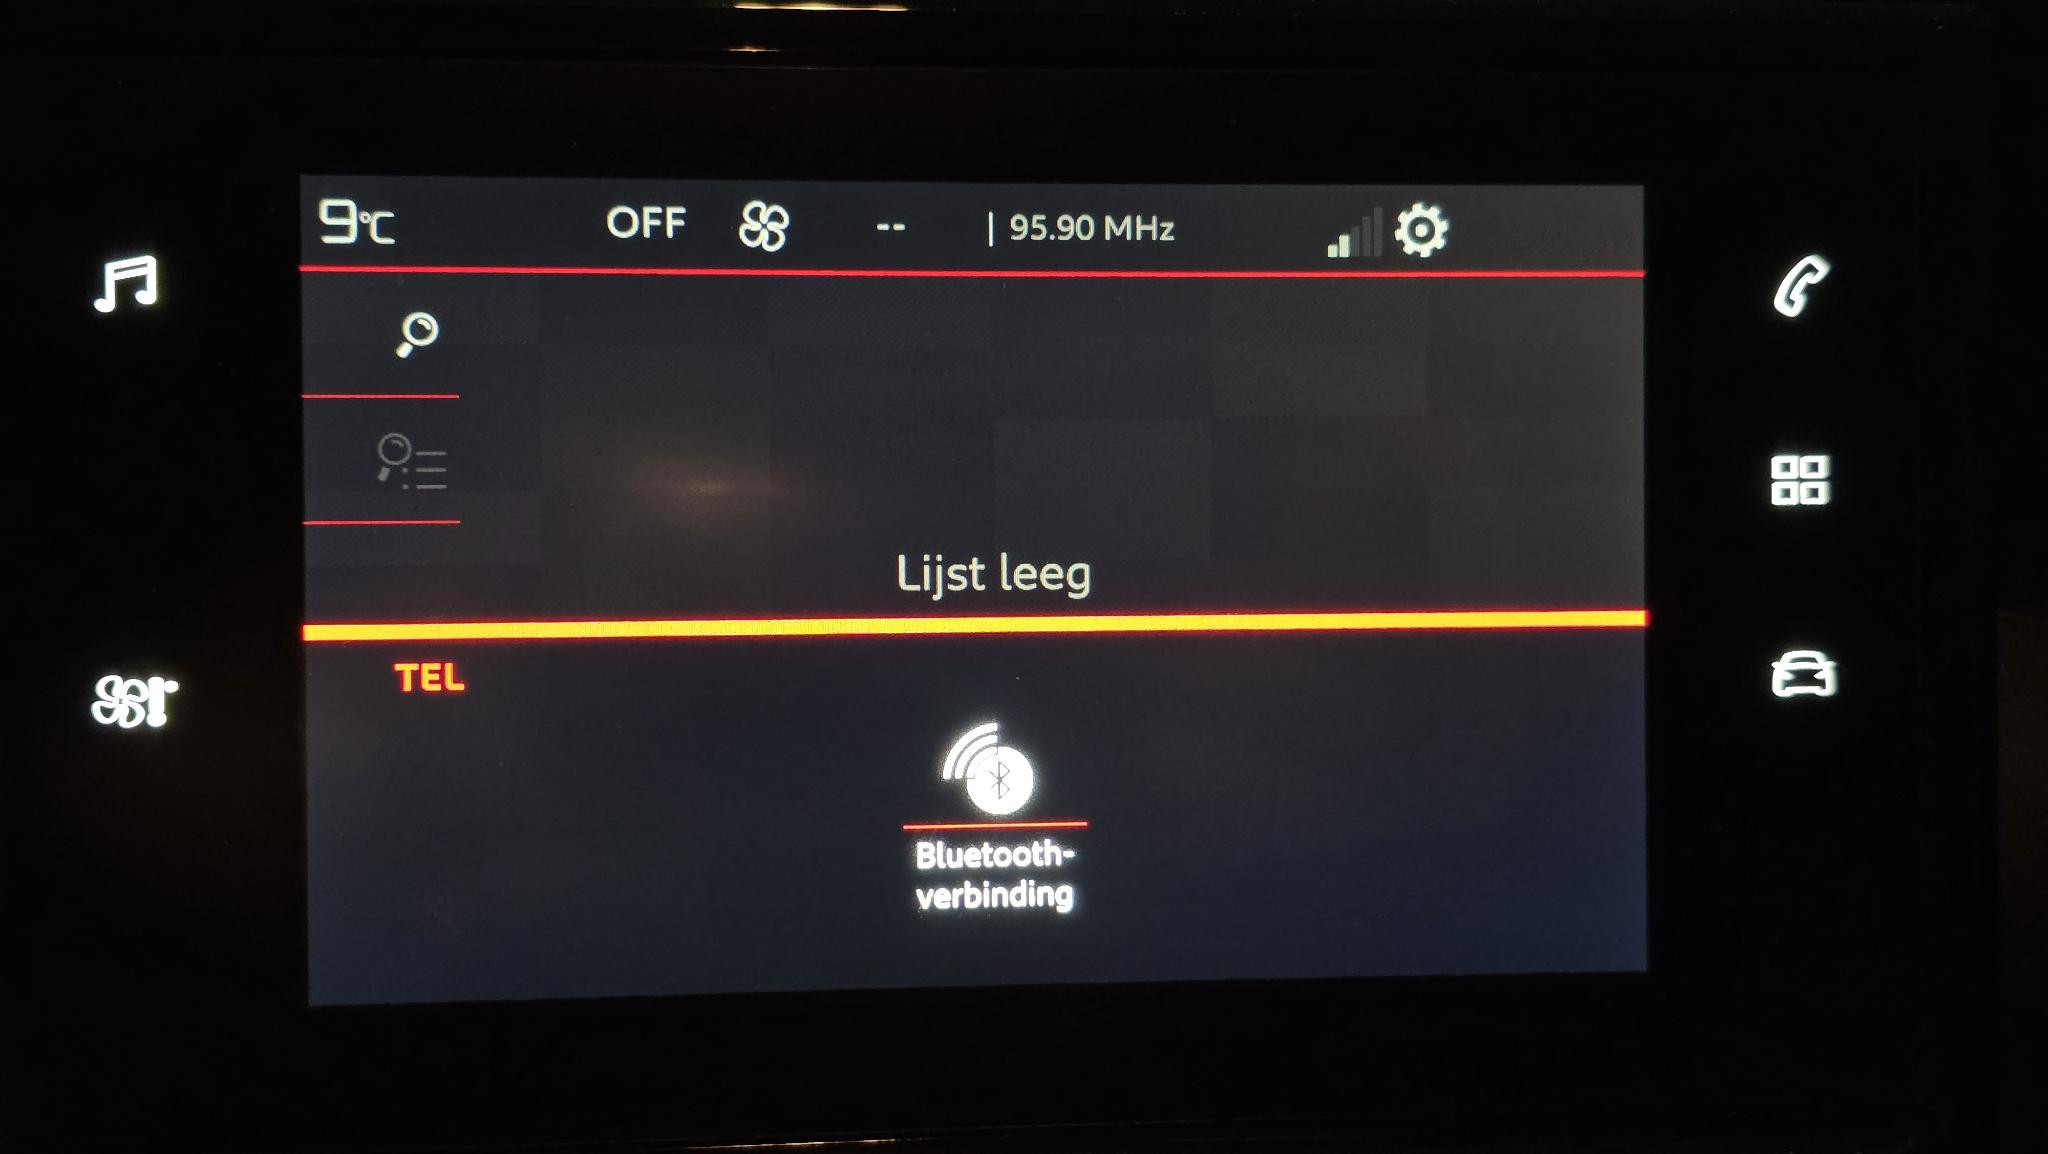 9°C OFF -- | 95.90 MHz
Lijst leeg
TEL
Bluetooth-
verbinding